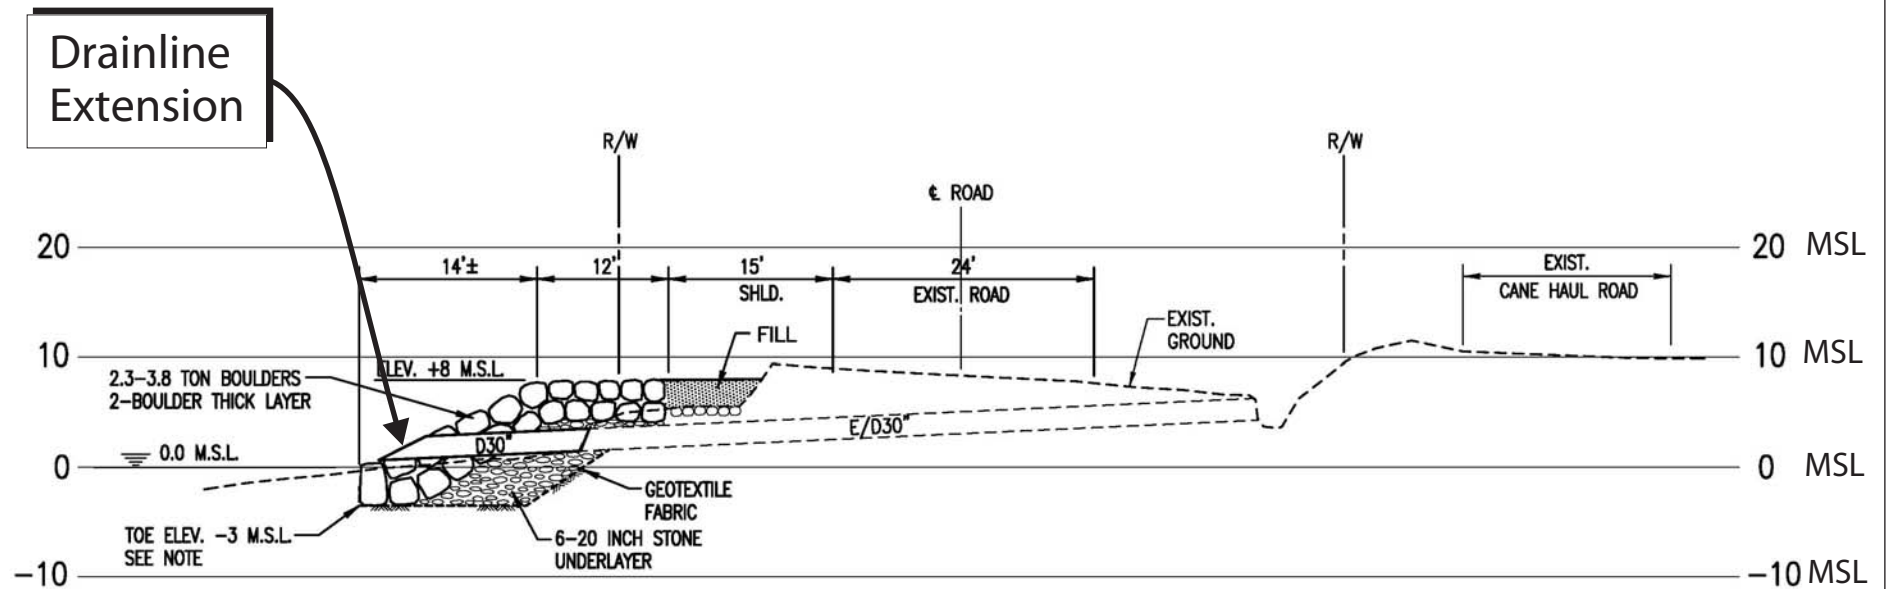 Drainline
Extension
R/W
R/W
℄ ROAD
20
20 MSL
14'±
12'
15'
24'
EXIST.
SHLD.
EXIST. ROAD
CANE HAUL ROAD
FILL
EXIST.
GROUND
10
10 MSL
ELEV. +8 M.S.L.
2.3–3.8 TON BOULDERS
2–BOULDER THICK LAYER
D30"
E/D30"
0.0 M.S.L.
0
0 MSL
GEOTEXTILE
FABRIC
TOE ELEV. –3 M.S.L.
SEE NOTE
6–20 INCH STONE
UNDERLAYER
–10
–10 MSL